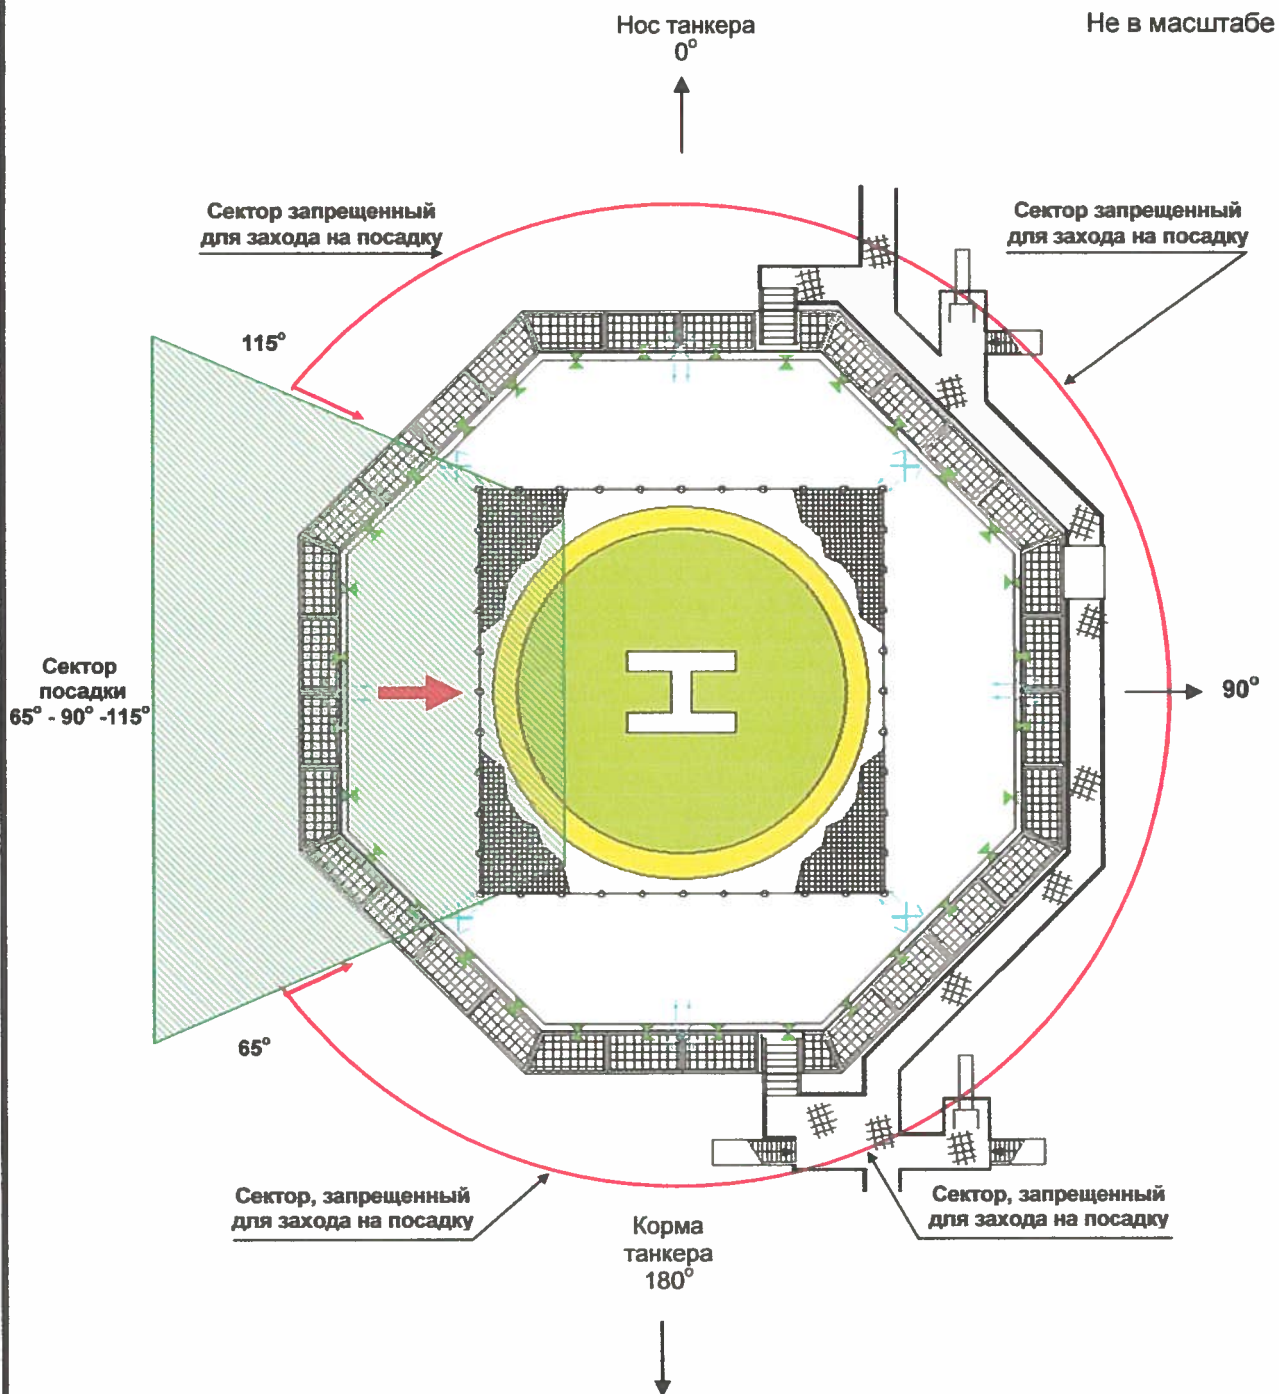 Нос танкера
0°
Не в масштабе
Сектор запрещенный
для захода на посадку
Сектор запрещенный
для захода на посадку
115°
Сектор
посадки
65° - 90° -115°
90°
65°
Сектор, запрещенный
для захода на посадку
Корма
танкера
180°
Сектор, запрещенный
для захода на посадку
H